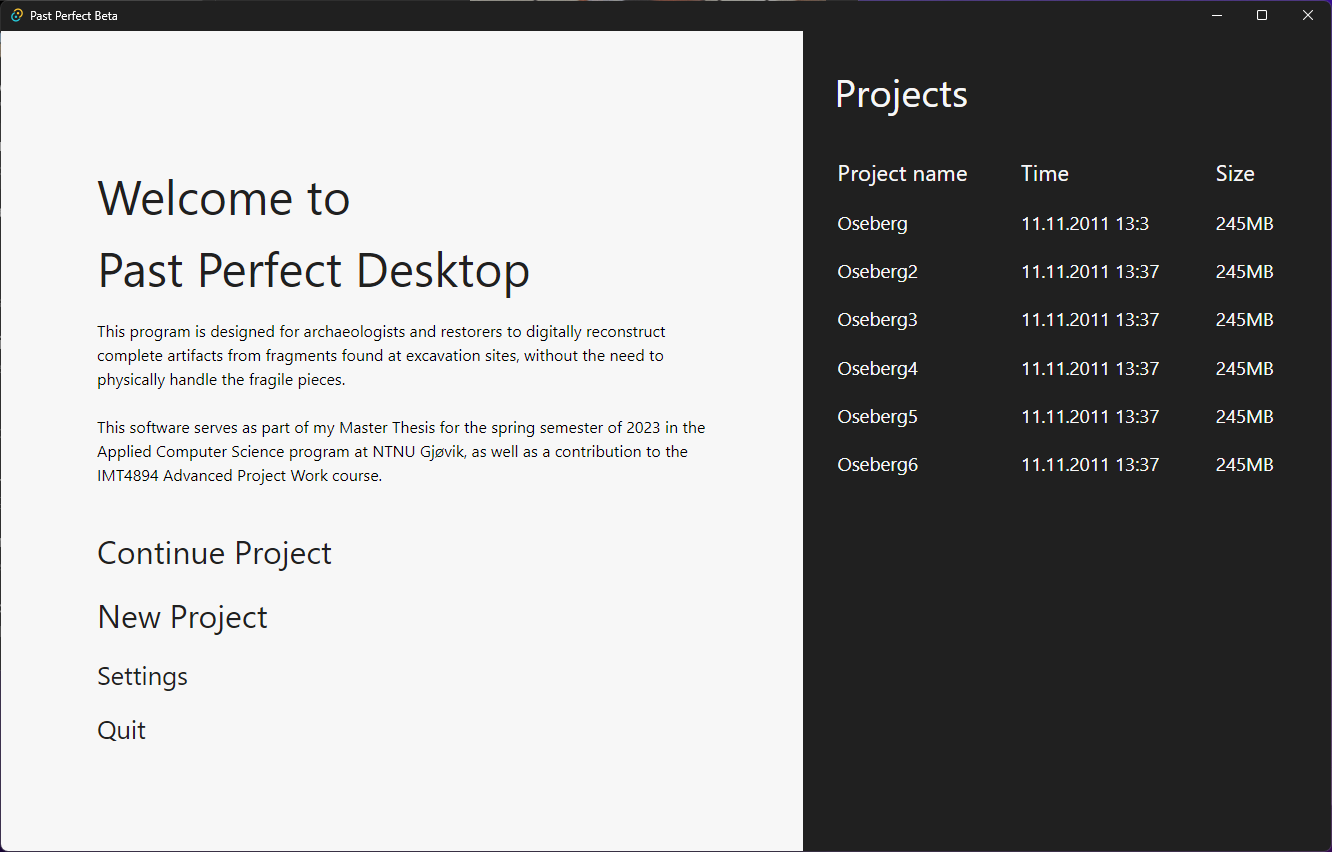 Past Perfect Beta
Welcome to
Past Perfect Desktop
This program is designed for archaeologists and restorers to digitally reconstruct
complete artifacts from fragments found at excavation sites, without the need to
physically handle the fragile pieces.
This software serves as part of my Master Thesis for the spring semester of 2023 in the
Applied Computer Science program at NTNU Gjøvik, as well as a contribution to the
IMT4894 Advanced Project Work course.
Continue Project
New Project
Settings
Quit
Projects
Project name Time Size
Oseberg 11.11.2011 13:3 245MB
Oseberg2 11.11.2011 13:37 245MB
Oseberg3 11.11.2011 13:37 245MB
Oseberg4 11.11.2011 13:37 245MB
Oseberg5 11.11.2011 13:37 245MB
Oseberg6 11.11.2011 13:37 245MB